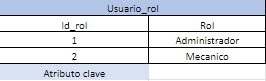 Usuario_rol
Id_rol Rol
1 Administrador
2 Mecanico
Atributo clave